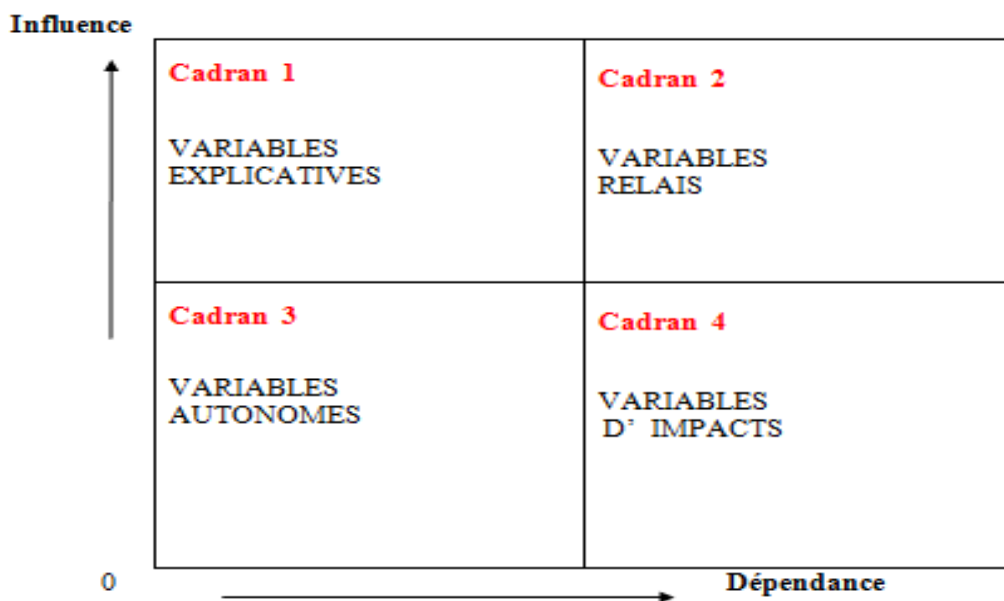 Influence
Cadran 1
VARIABLES
EXPLICATIVES
Cadran 2
VARIABLES
RELAIS
Cadran 3
VARIABLES
AUTONOMES
Cadran 4
VARIABLES
D’ IMPACTS
0
Dépendance